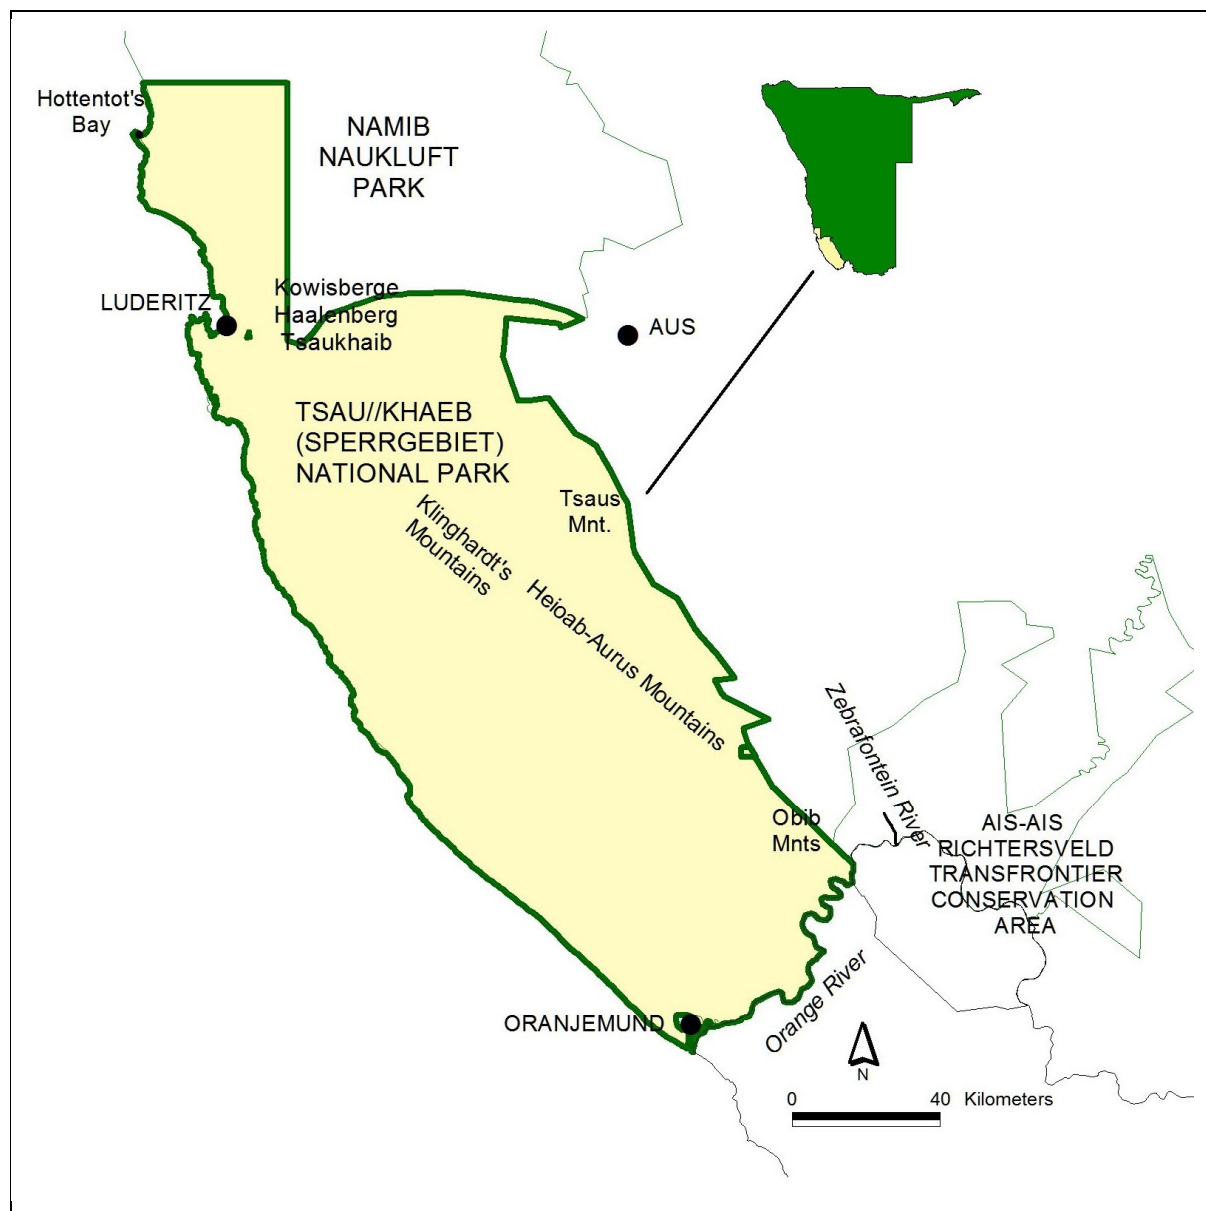 Hottentot's
Bay
NAMIB
NAUKLUFT
PARK
LUDERITZ
Kowisberge
Haalenberg
Tsaukhaib
AUS
TSAU//KHAEB
(SPERRGEBIET)
NATIONAL PARK
Tsaus
Mnt.
Klinghardt's
Mountains
Heioab-Aurus Mountains
Zebrafontein River
Obib
Mnts
AIS-AIS
RICHTERSVELD
TRANSFRONTIER
CONSERVATION
AREA
Orange River
ORANJEMUND
N
0 40 Kilometers